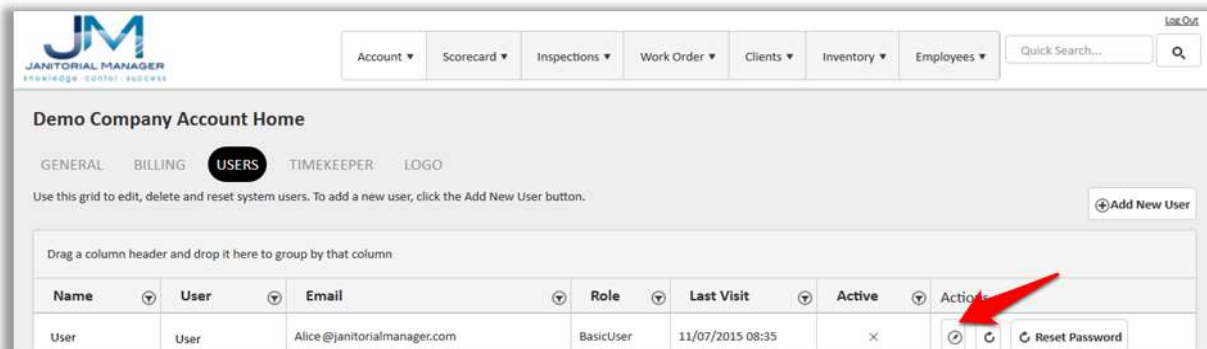 Log Out
JM
JANITORIAL MANAGER
knowledge · contor · success
Account ▾ Scorecard ▾ Inspections ▾ Work Order ▾ Clients ▾ Inventory ▾ Employees ▾ Quick Search...
Demo Company Account Home
GENERAL BILLING USERS TIMEKEEPER LOGO
Use this grid to edit, delete and reset system users. To add a new user, click the Add New User button.
Add New User
Drag a column header and drop it here to group by that column
Name User Email Role Last Visit Active Actions
User User Alice@janitorialmanager.com BasicUser 11/07/2015 08:35 × Reset Password